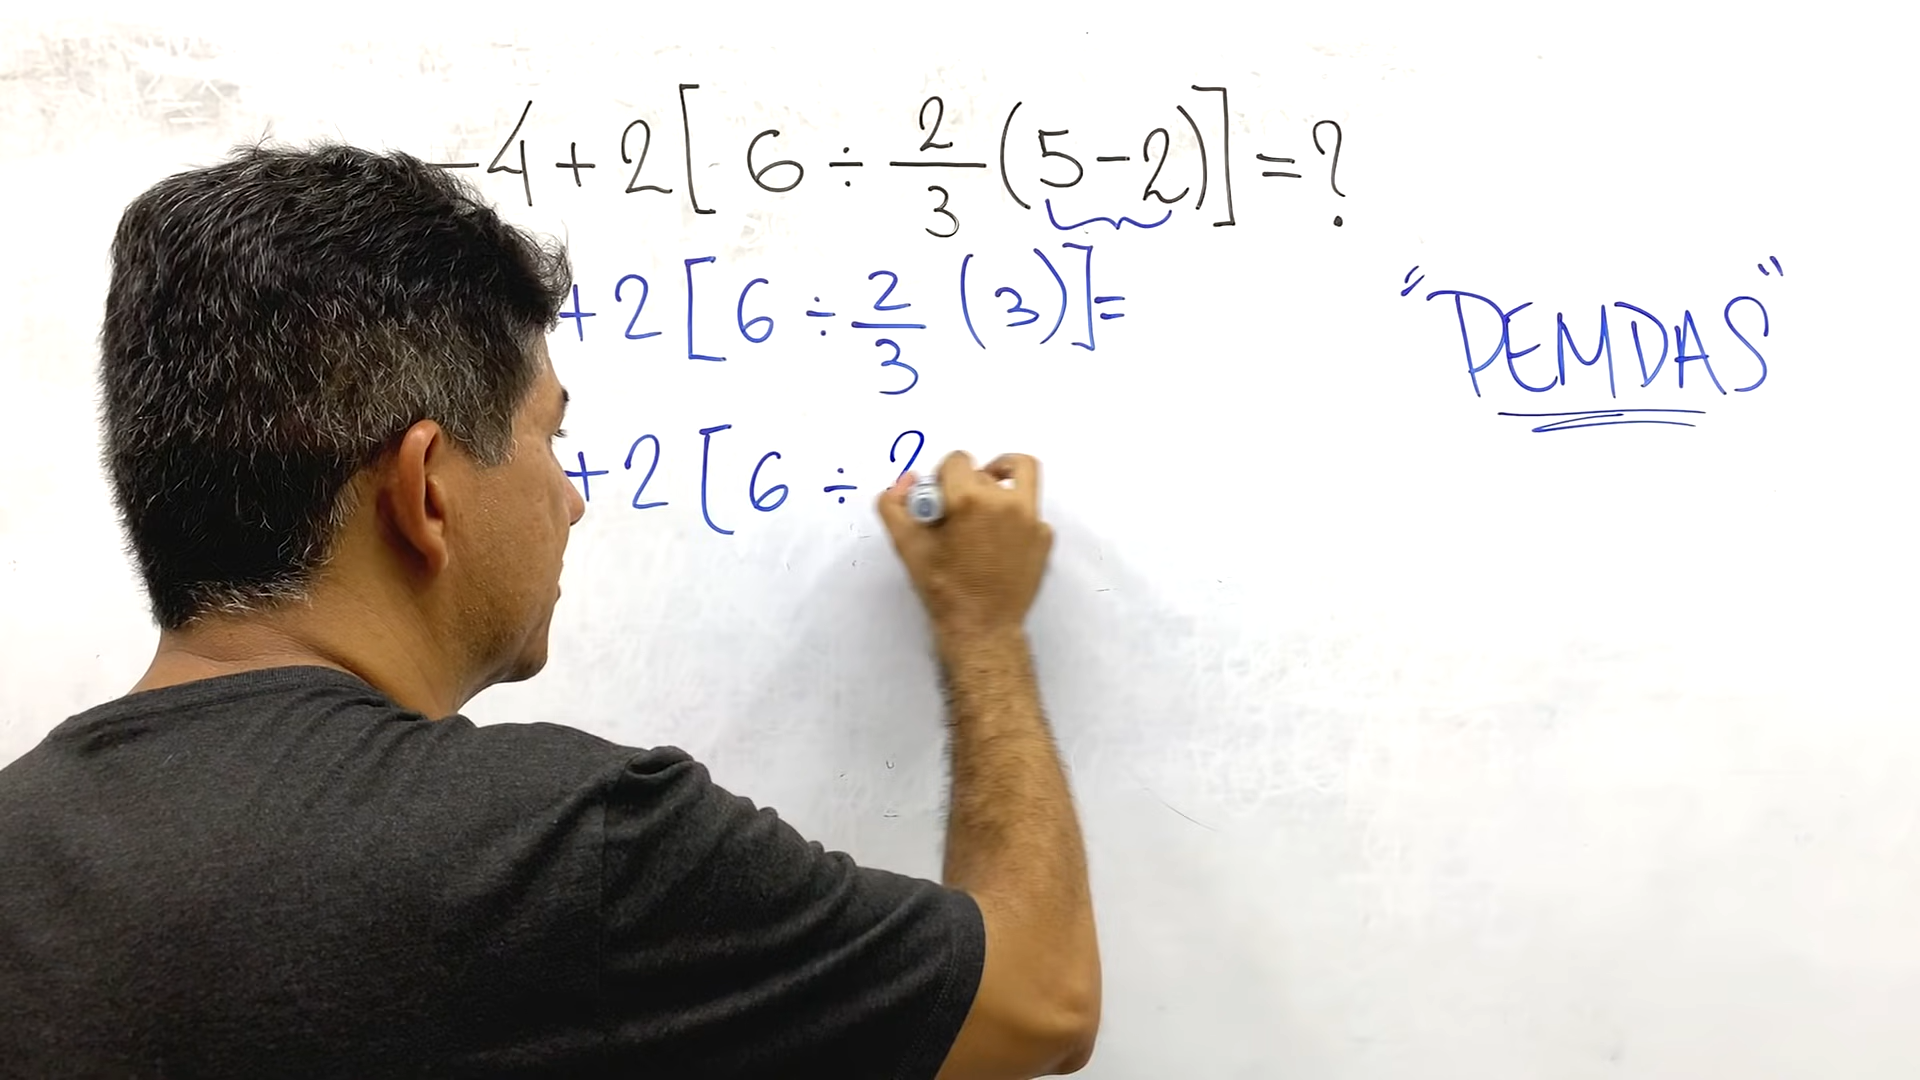 −4 + 2 [ 6 ÷ 2/3 (5 − 2) ] = ?
+ 2 [ 6 ÷ 2/3 (3) ] =
"PEMDAS"
+ 2 [ 6 ÷ 2